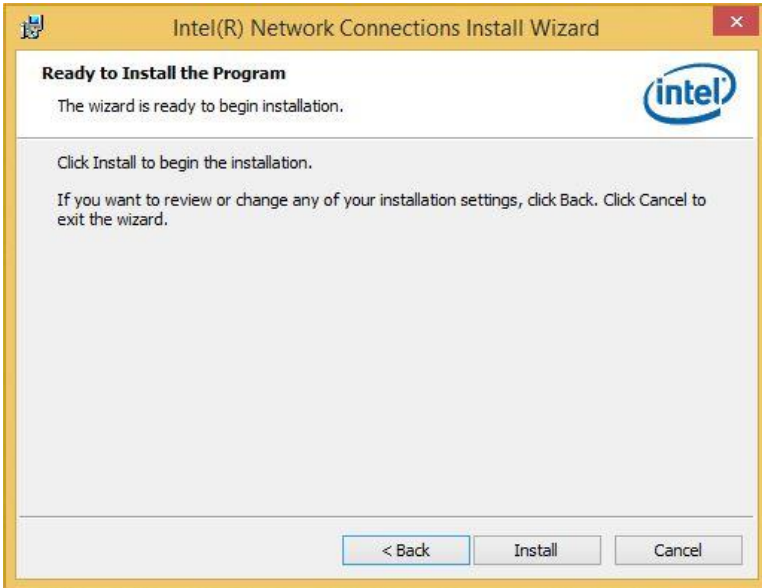 Intel(R) Network Connections Install Wizard
Ready to Install the Program
The wizard is ready to begin installation.
intel
Click Install to begin the installation.
If you want to review or change any of your installation settings, click Back. Click Cancel to
exit the wizard.
< Back
Install
Cancel